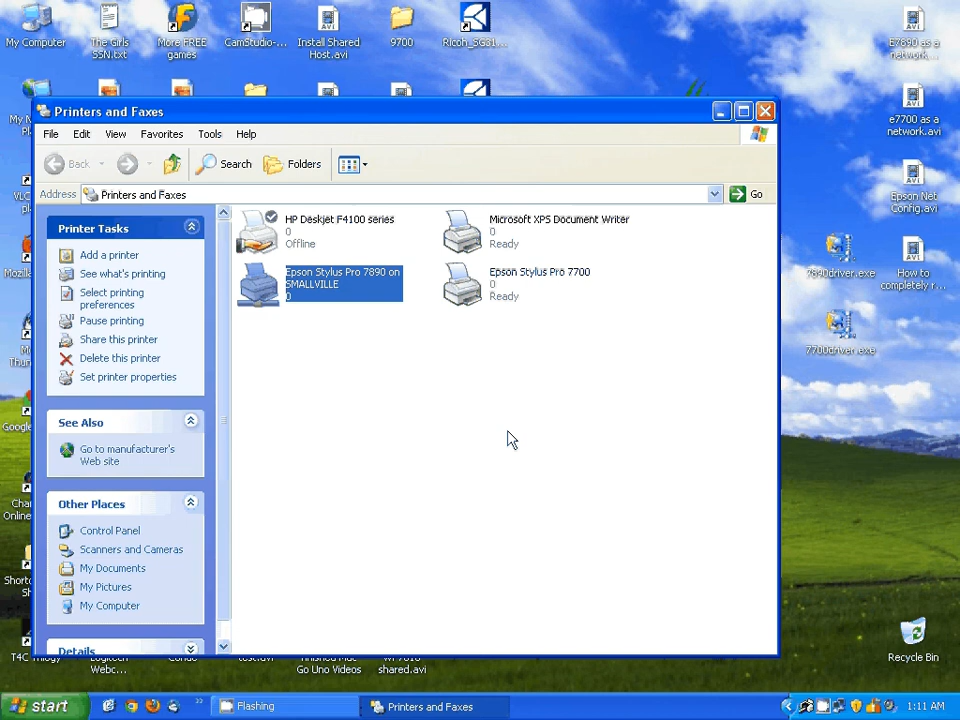 My Computer
The Girls
SSN.txt
More FREE
games
CamStudio-...
Install Shared
Host.avi
9700
Ricoh_SG31...
E7890 as a
network...
e7700 as a
network.avi
Epson Net
Config.avi
7890driver.exe
How to
completely r...
7700driver.exe
Recycle Bin
Printers and Faxes
File Edit View Favorites Tools Help
Back Search Folders
Address Printers and Faxes Go
Printer Tasks
Add a printer
See what's printing
Select printing
preferences
Pause printing
Share this printer
Delete this printer
Set printer properties
See Also
Go to manufacturer's
Web site
Other Places
Control Panel
Scanners and Cameras
My Documents
My Pictures
My Computer
Details
HP Deskjet F4100 series
0
Offline
Microsoft XPS Document Writer
0
Ready
Epson Stylus Pro 7890 on
SMALLVILLE
0
Epson Stylus Pro 7700
0
Ready
Webc...
test.avi
Go Uno Videos
shared.avi
start
Flashing
Printers and Faxes
1:11 AM